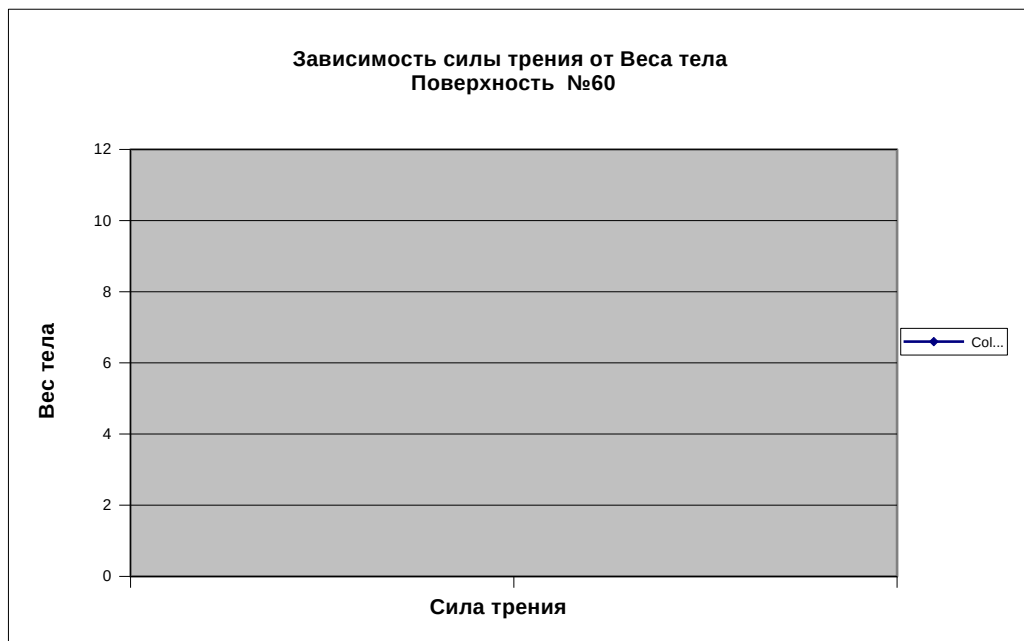 Зависимость силы трения от Веса тела
Поверхность №60
12
10
8
6
4
2
0
Вес тела
Col...
Сила трения